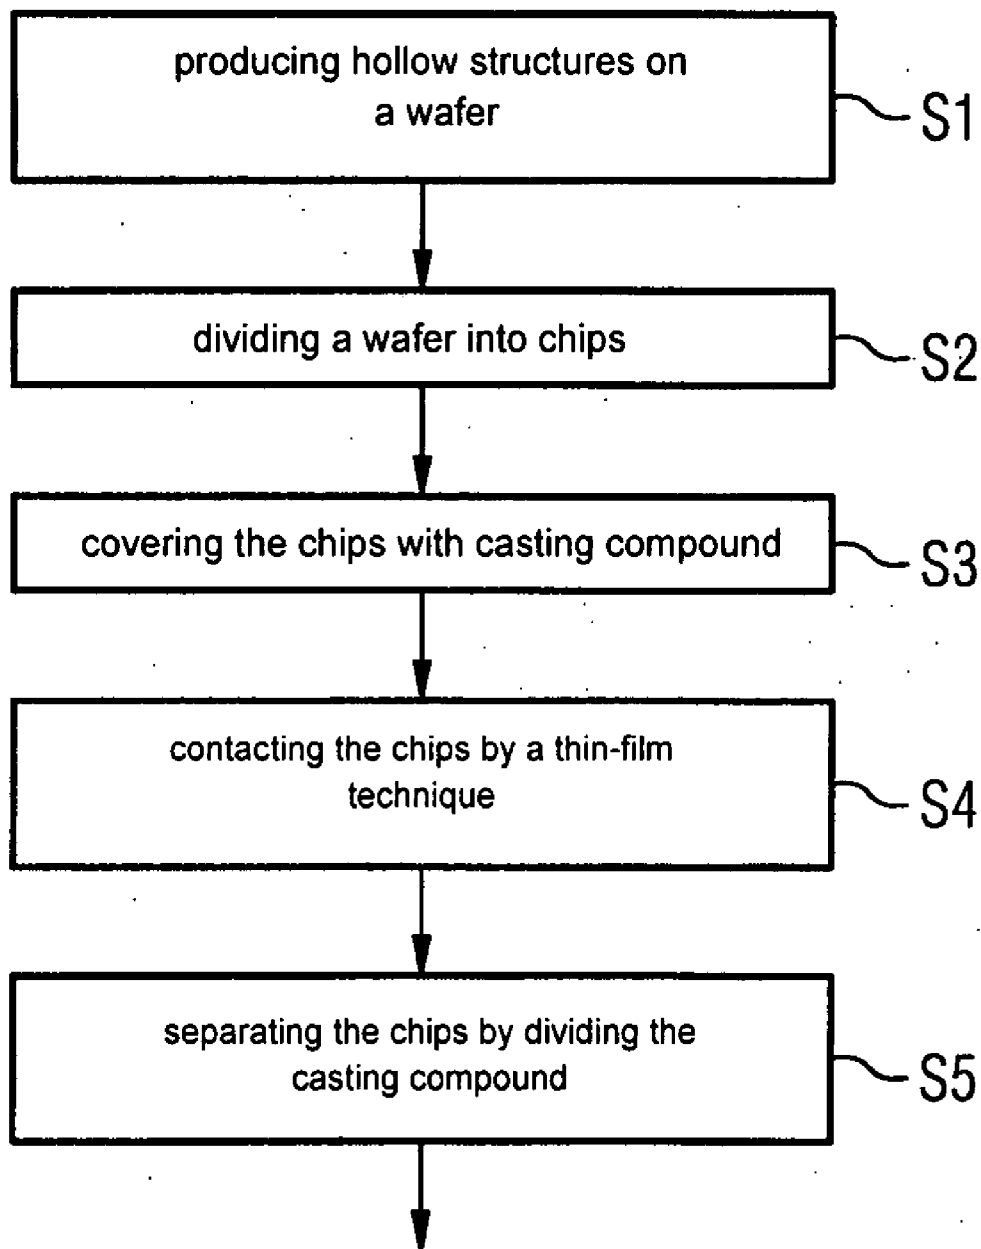 producing hollow structures on
a wafer
S1
dividing a wafer into chips
S2
covering the chips with casting compound
S3
contacting the chips by a thin-film
technique
S4
separating the chips by dividing the
casting compound
S5